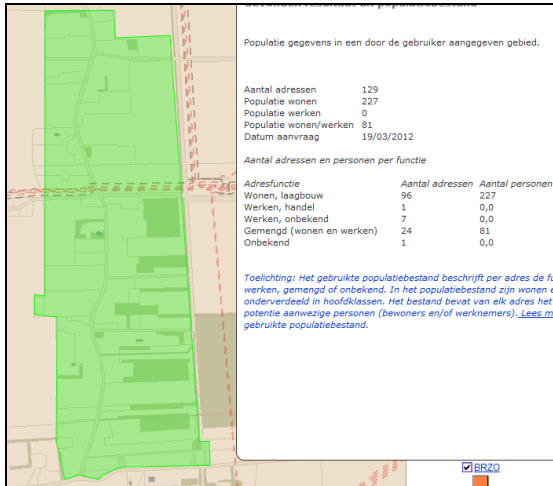 Populatie gegevens in een door de gebruiker aangegeven gebied.
Aantal adressen 129
Populatie wonen 227
Populatie werken 0
Populatie wonen/werken 81
Datum aanvraag 19/03/2012
Aantal adressen en personen per functie
Adresfunctie Aantal adressen Aantal personen
Wonen, laagbouw 96 227
Werken, handel 1 0,0
Werken, onbekend 7 0,0
Gemengd (wonen en werken) 24 81
Onbekend 1 0,0
Toelichting: Het gebruikte populatiebestand beschrijft per adres de fu
werken, gemengd of onbekend. In het populatiebestand zijn wonen e
onderverdeeld in hoofdklassen. Het bestand bevat van elk adres het
potentie aanwezige personen (bewoners en/of werknemers). Lees m
gebruikte populatiebestand.
BRZO